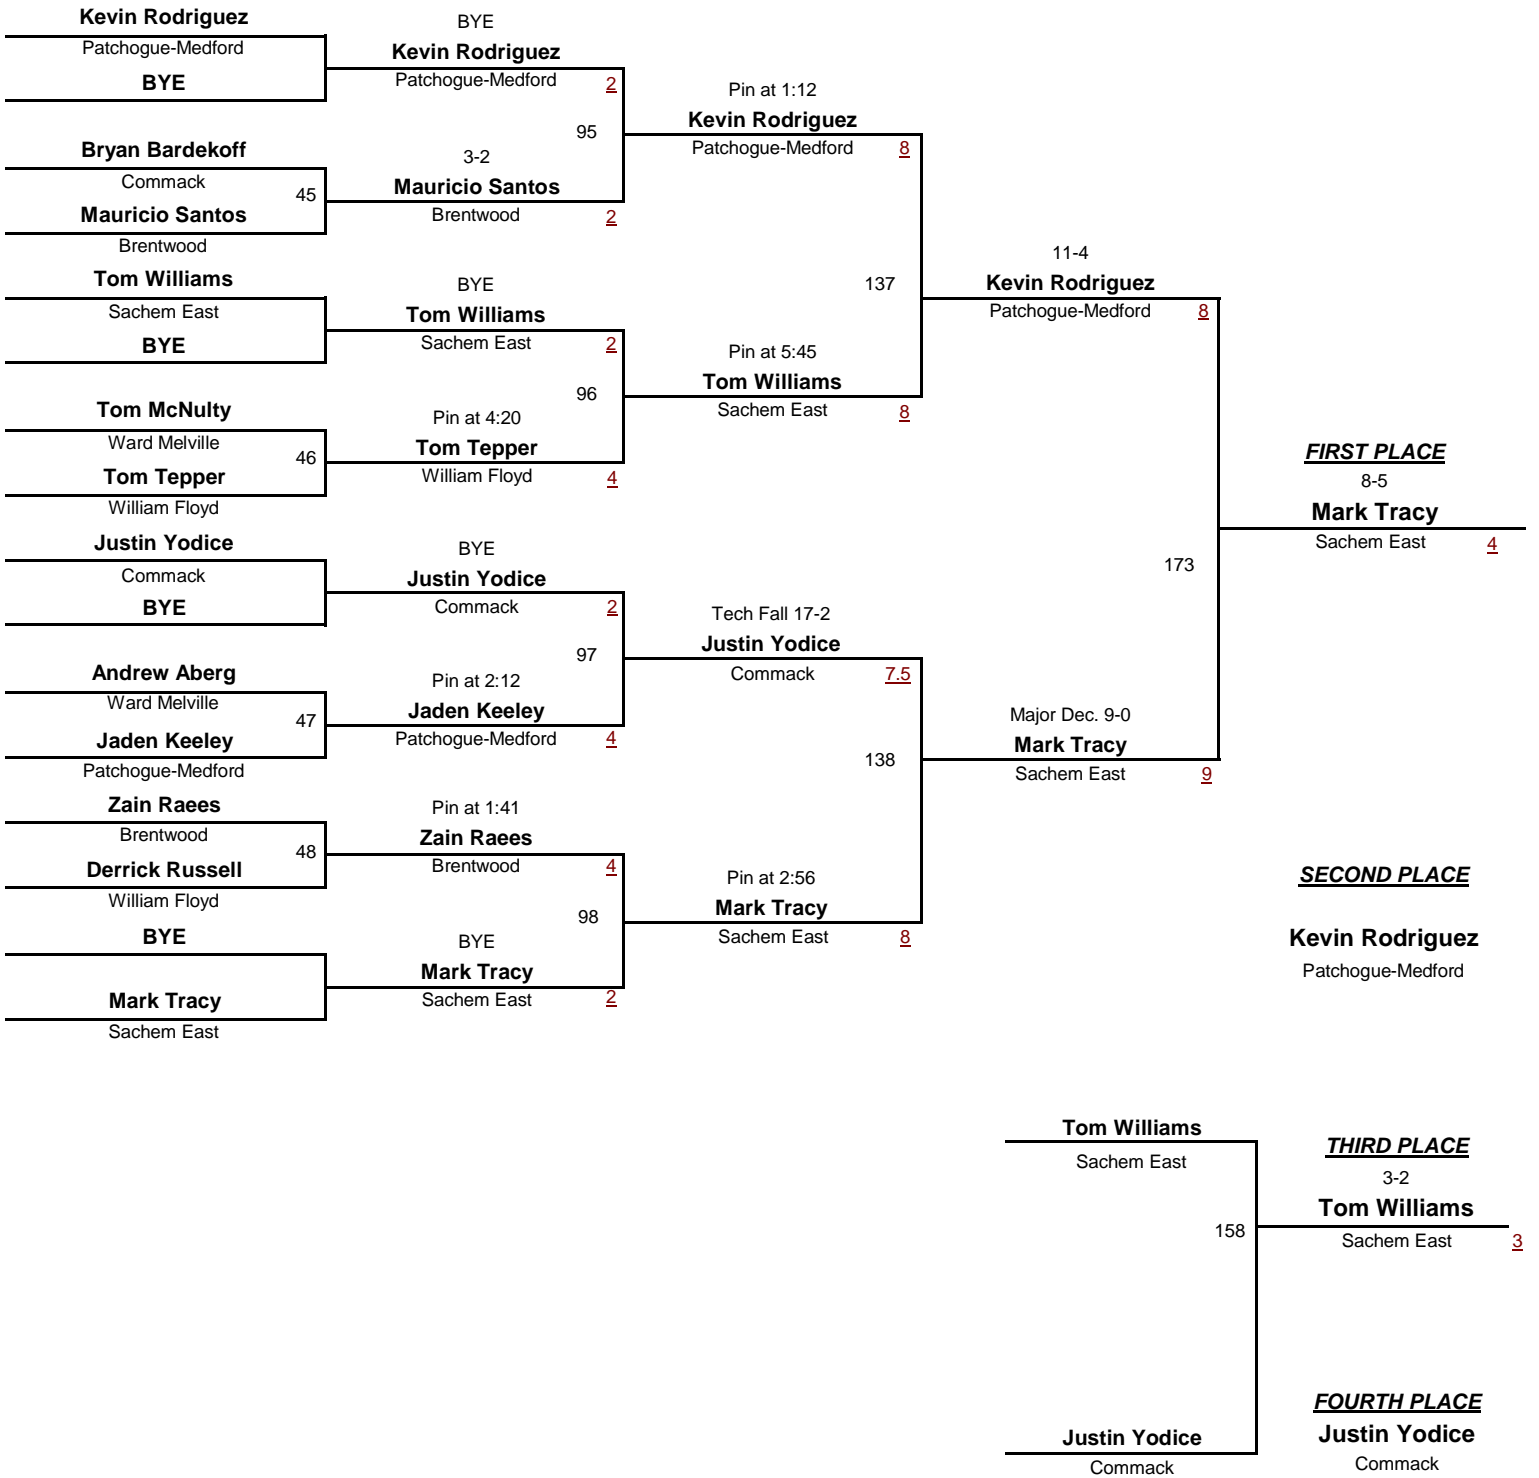 Kevin Rodriguez
Patchogue-Medford
BYE
Bryan Bardekoff
Commack
45
Mauricio Santos
Brentwood
Tom Williams
Sachem East
BYE
Tom McNulty
Ward Melville
46
Tom Tepper
William Floyd
Justin Yodice
Commack
BYE
Andrew Aberg
Ward Melville
47
Jaden Keeley
Patchogue-Medford
Zain Raees
Brentwood
48
Derrick Russell
William Floyd
BYE
Mark Tracy
Sachem East
BYE
Kevin Rodriguez
Patchogue-Medford 2
95
3-2
Mauricio Santos
Brentwood 2
BYE
Tom Williams
Sachem East 2
96
Pin at 4:20
Tom Tepper
William Floyd 4
BYE
Justin Yodice
Commack 2
97
Pin at 2:12
Jaden Keeley
Patchogue-Medford 4
Pin at 1:41
Zain Raees
Brentwood 4
98
BYE
Mark Tracy
Sachem East 2
Pin at 1:12
Kevin Rodriguez
Patchogue-Medford 8
137
Pin at 5:45
Tom Williams
Sachem East 8
Tech Fall 17-2
Justin Yodice
Commack 7.5
138
Pin at 2:56
Mark Tracy
Sachem East 8
11-4
Kevin Rodriguez
Patchogue-Medford 8
173
Major Dec. 9-0
Mark Tracy
Sachem East 9
FIRST PLACE
8-5
Mark Tracy
Sachem East 4
SECOND PLACE
Kevin Rodriguez
Patchogue-Medford
Tom Williams
Sachem East
158
Justin Yodice
Commack
THIRD PLACE
3-2
Tom Williams
Sachem East 3
FOURTH PLACE
Justin Yodice
Commack